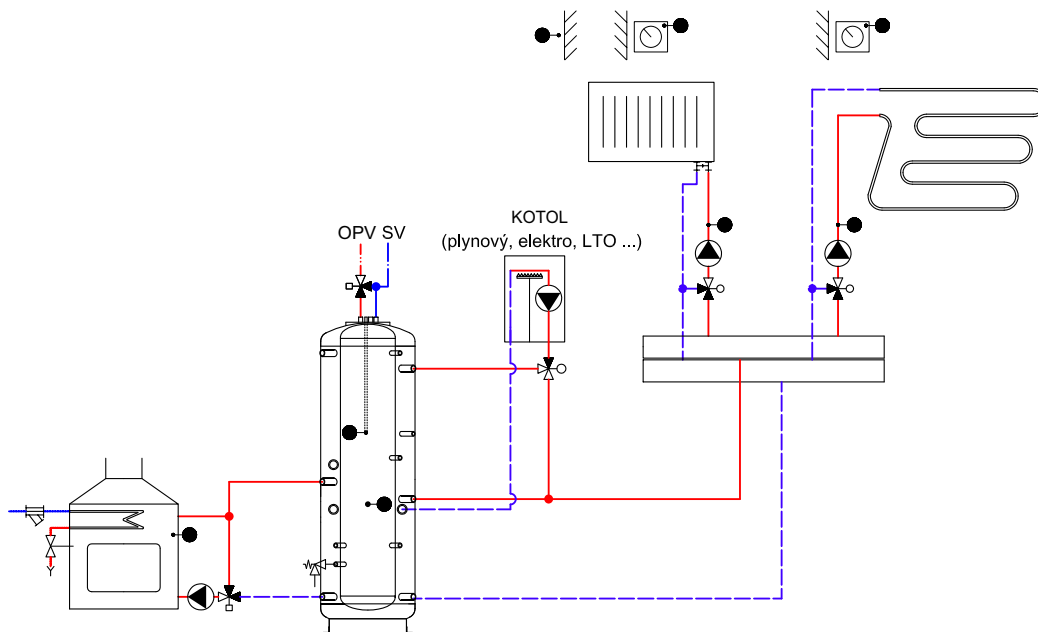 KOTOL
OPV SV
(plynový, elektro, LTO ...)